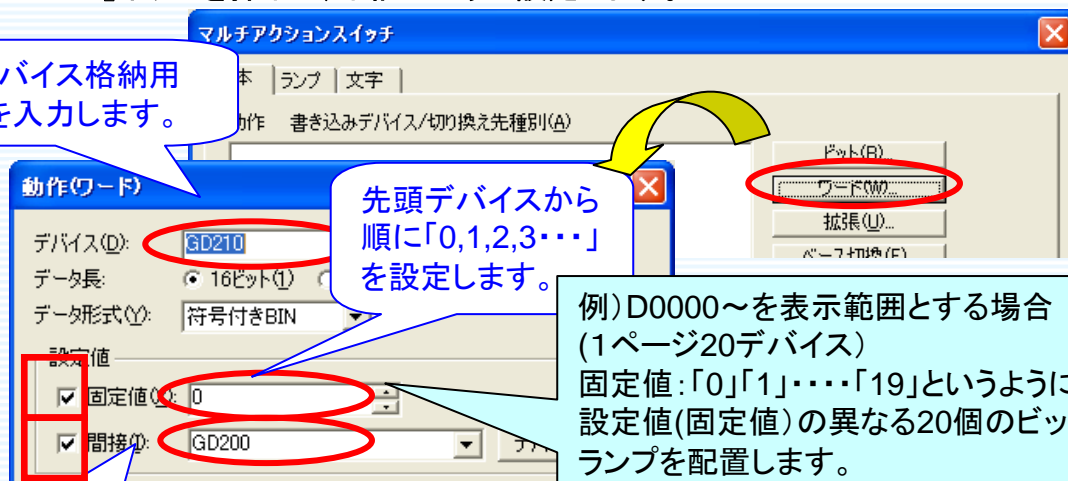 マルチアクションスイッチ
バイス格納用
を入力します。
本 ランプ 文字
動作 書き込みデバイス/切り換え先種別(A)
ビット(B)...
ワード(W)...
拡張(U)...
動作(ワード)
先頭デバイスから
順に「0,1,2,3・・・」
を設定します。
デバイス(D): GD210
データ長: 16ビット(1)
データ形式(Y): 符号付きBIN
設定値
固定値 0
間接(I): GD200
例）D0000～を表示範囲とする場合
(１ページ20デバイス）
固定値：「0」「1」・・・・「19」というように
設定値(固定値）の異なる20個のビッ
ランプを配置します。